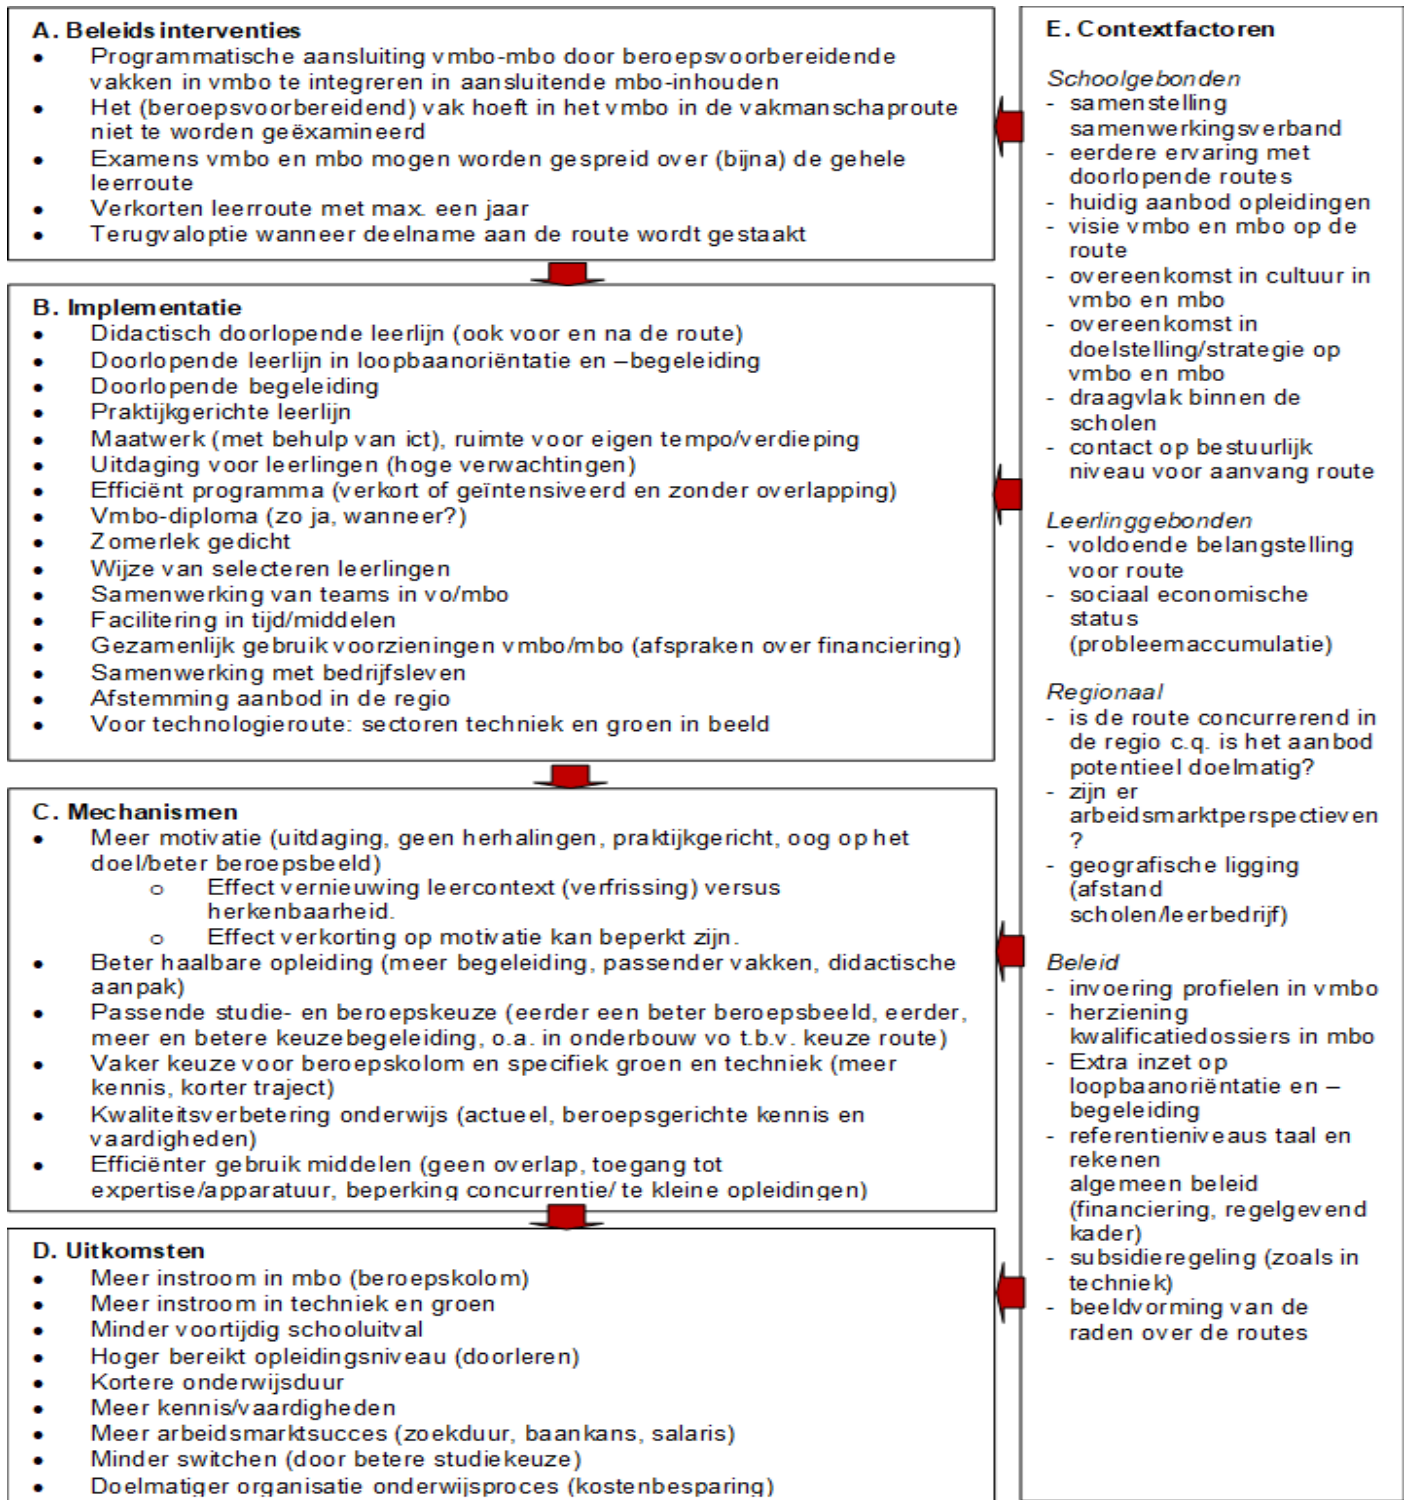 A. Beleidsinterventies
• Programmatische aansluiting vmbo-mbo door beroepsvoorbereidende
vakken in vmbo te integreren in aansluitende mbo-inhouden
• Het (beroepsvoorbereidend) vak hoeft in het vmbo in de vakmanschaproute
niet te worden geëxamineerd
• Examens vmbo en mbo mogen worden gespreid over (bijna) de gehele
leerroute
• Verkorten leerroute met max. een jaar
• Terugvaloptie wanneer deelname aan de route wordt gestaakt
B. Implementatie
• Didactisch doorlopende leerlijn (ook voor en na de route)
• Doorlopende leerlijn in loopbaanoriëntatie en –begeleiding
• Doorlopende begeleiding
• Praktijkgerichte leerlijn
• Maatwerk (met behulp van ict), ruimte voor eigen tempo/verdieping
• Uitdaging voor leerlingen (hoge verwachtingen)
• Efficiënt programma (verkort of geïntensiveerd en zonder overlapping)
• Vmbo-diploma (zo ja, wanneer?)
• Zomerlek gedicht
• Wijze van selecteren leerlingen
• Samenwerking van teams in vo/mbo
• Facilitering in tijd/middelen
• Gezamenlijk gebruik voorzieningen vmbo/mbo (afspraken over financiering)
• Samenwerking met bedrijfsleven
• Afstemming aanbod in de regio
• Voor technologieroute: sectoren techniek en groen in beeld
C. Mechanismen
• Meer motivatie (uitdaging, geen herhalingen, praktijkgericht, oog op het
doel/beter beroepsbeeld)
o Effect vernieuwing leercontext (verfrissing) versus
herkenbaarheid.
o Effect verkorting op motivatie kan beperkt zijn.
• Beter haalbare opleiding (meer begeleiding, passender vakken, didactische
aanpak)
• Passende studie- en beroepskeuze (eerder een beter beroepsbeeld, eerder,
meer en betere keuzebegeleiding, o.a. in onderbouw vo t.b.v. keuze route)
• Vaker keuze voor beroepskolom en specifiek groen en techniek (meer
kennis, korter traject)
• Kwaliteitsverbetering onderwijs (actueel, beroepsgerichte kennis en
vaardigheden)
• Efficiënter gebruik middelen (geen overlap, toegang tot
expertise/apparatuur, beperking concurrentie/ te kleine opleidingen)
D. Uitkomsten
• Meer instroom in mbo (beroepskolom)
• Meer instroom in techniek en groen
• Minder voortijdig schooluitval
• Hoger bereikt opleidingsniveau (doorleren)
• Kortere onderwijsduur
• Meer kennis/vaardigheden
• Meer arbeidsmarktsucces (zoekduur, baankans, salaris)
• Minder switchen (door betere studiekeuze)
• Doelmatiger organisatie onderwijsproces (kostenbesparing)
E. Contextfactoren
Schoolgebonden
- samenstelling
samenwerkingsverband
- eerdere ervaring met
doorlopende routes
- huidig aanbod opleidingen
- visie vmbo en mbo op de
route
- overeenkomst in cultuur in
vmbo en mbo
- overeenkomst in
doelstelling/strategie op
vmbo en mbo
- draagvlak binnen de
scholen
- contact op bestuurlijk
niveau voor aanvang route
Leerlinggebonden
- voldoende belangstelling
voor route
- sociaal economische
status
(probleemaccumulatie)
Regionaal
- is de route concurrerend in
de regio c.q. is het aanbod
potentieel doelmatig?
- zijn er
arbeidsmarktperspectieven
?
- geografische ligging
(afstand
scholen/leerbedrijf)
Beleid
- invoering profielen in vmbo
- herziening
kwalificatiedossiers in mbo
- Extra inzet op
loopbaanoriëntatie en –
begeleiding
- referentieniveaus taal en
rekenen
algemeen beleid
(financiering, regelgevend
kader)
- subsidieregeling (zoals in
techniek)
- beeldvorming van de
raden over de routes